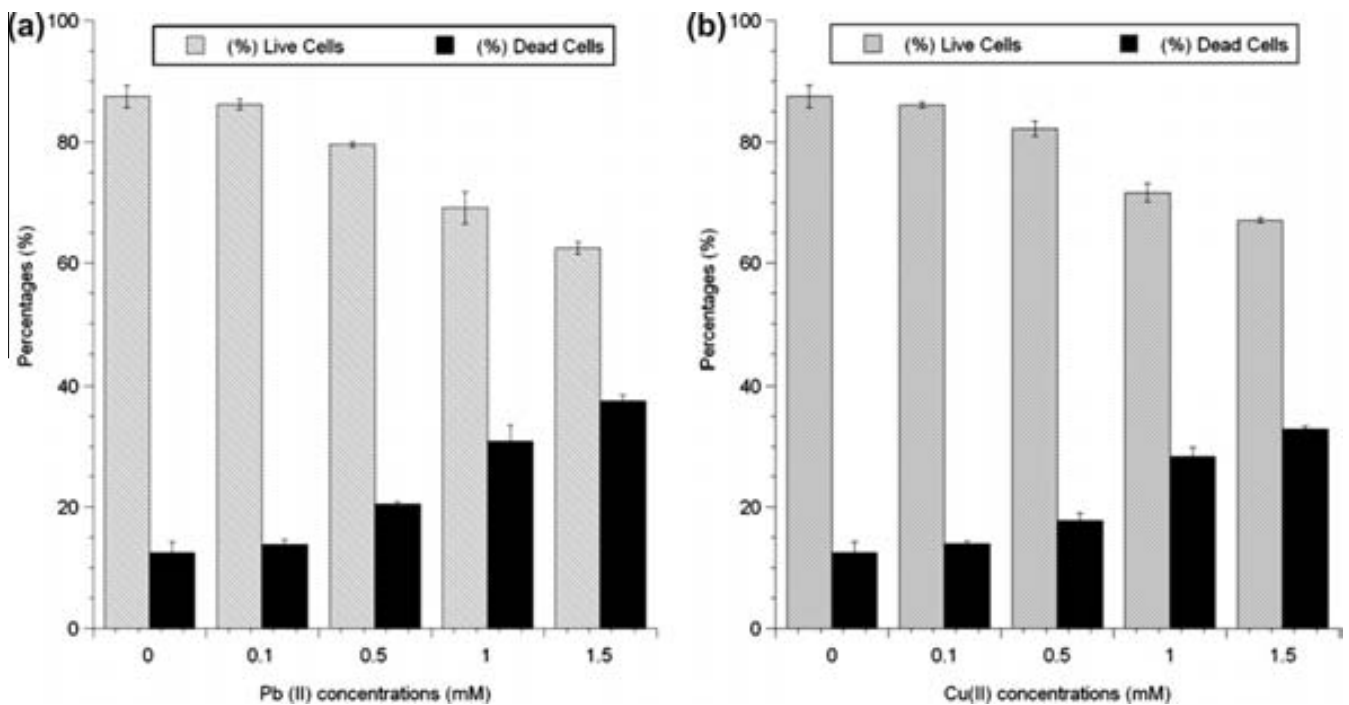 (a)
(%) Live Cells (%) Dead Cells
100
80
60
40
20
0
Percentages (%)
0 0.1 0.5 1 1.5
Pb (II) concentrations (mM)
(b)
(%) Live Cells (%) Dead Cells
100
80
60
40
20
0
Percentages (%)
0 0.1 0.5 1 1.5
Cu(II) concentrations (mM)